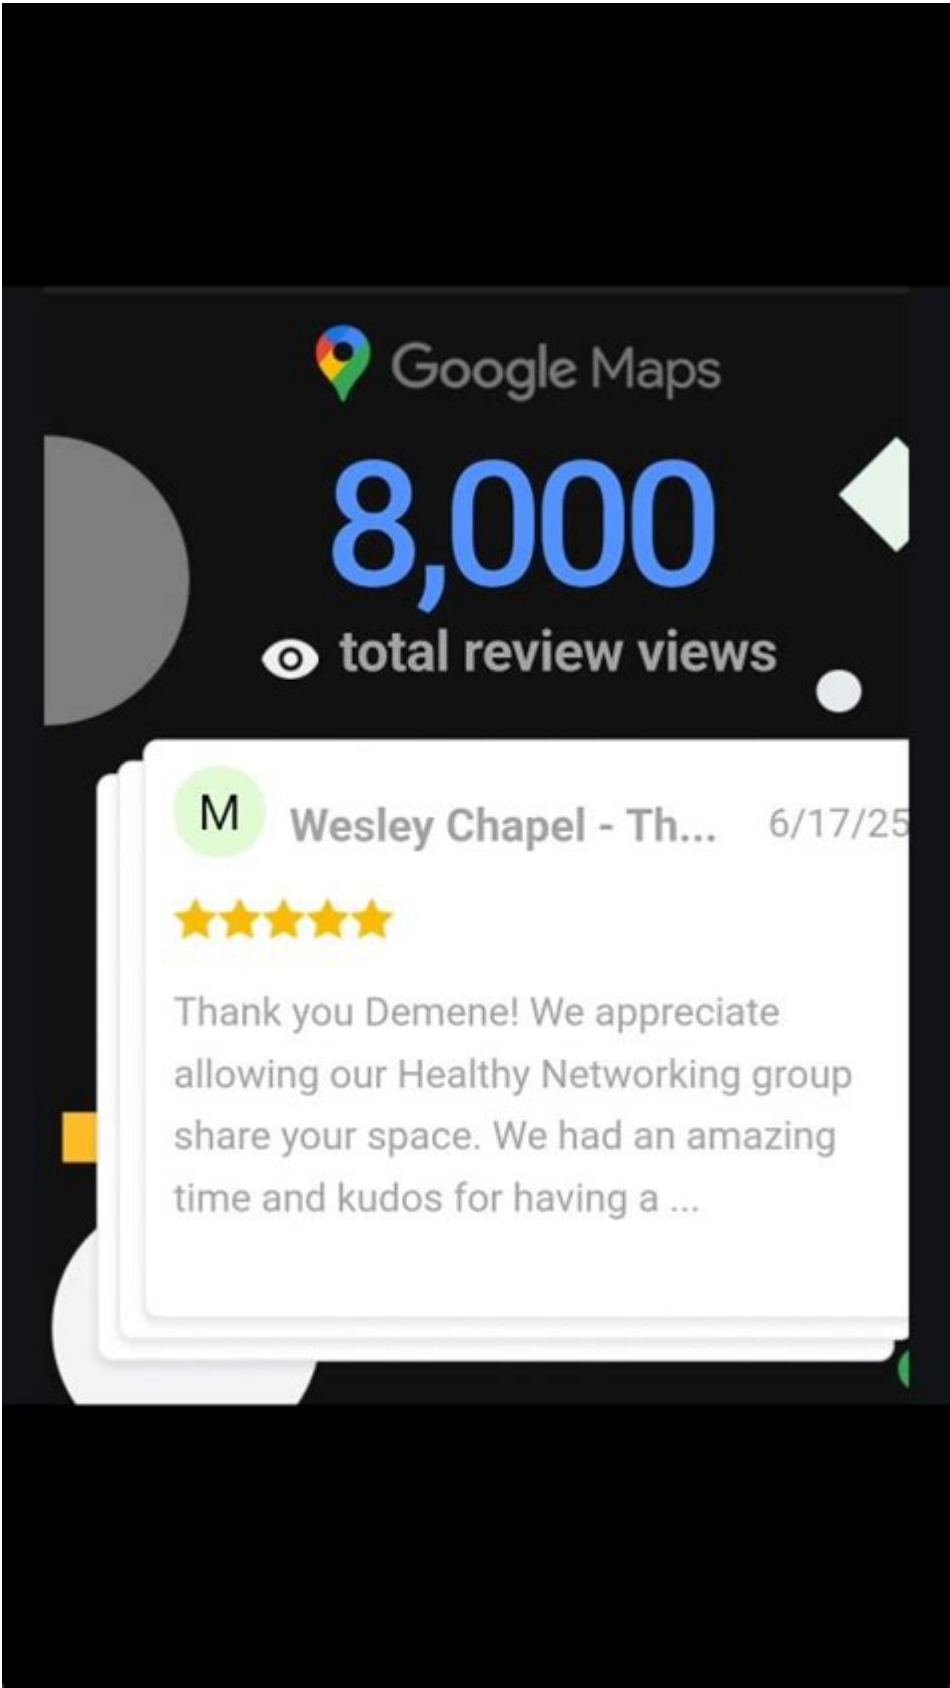 Google Maps
8,000
total review views
M
Wesley Chapel - Th...
6/17/25
Thank you Demene! We appreciate
allowing our Healthy Networking group
share your space. We had an amazing
time and kudos for having a ...